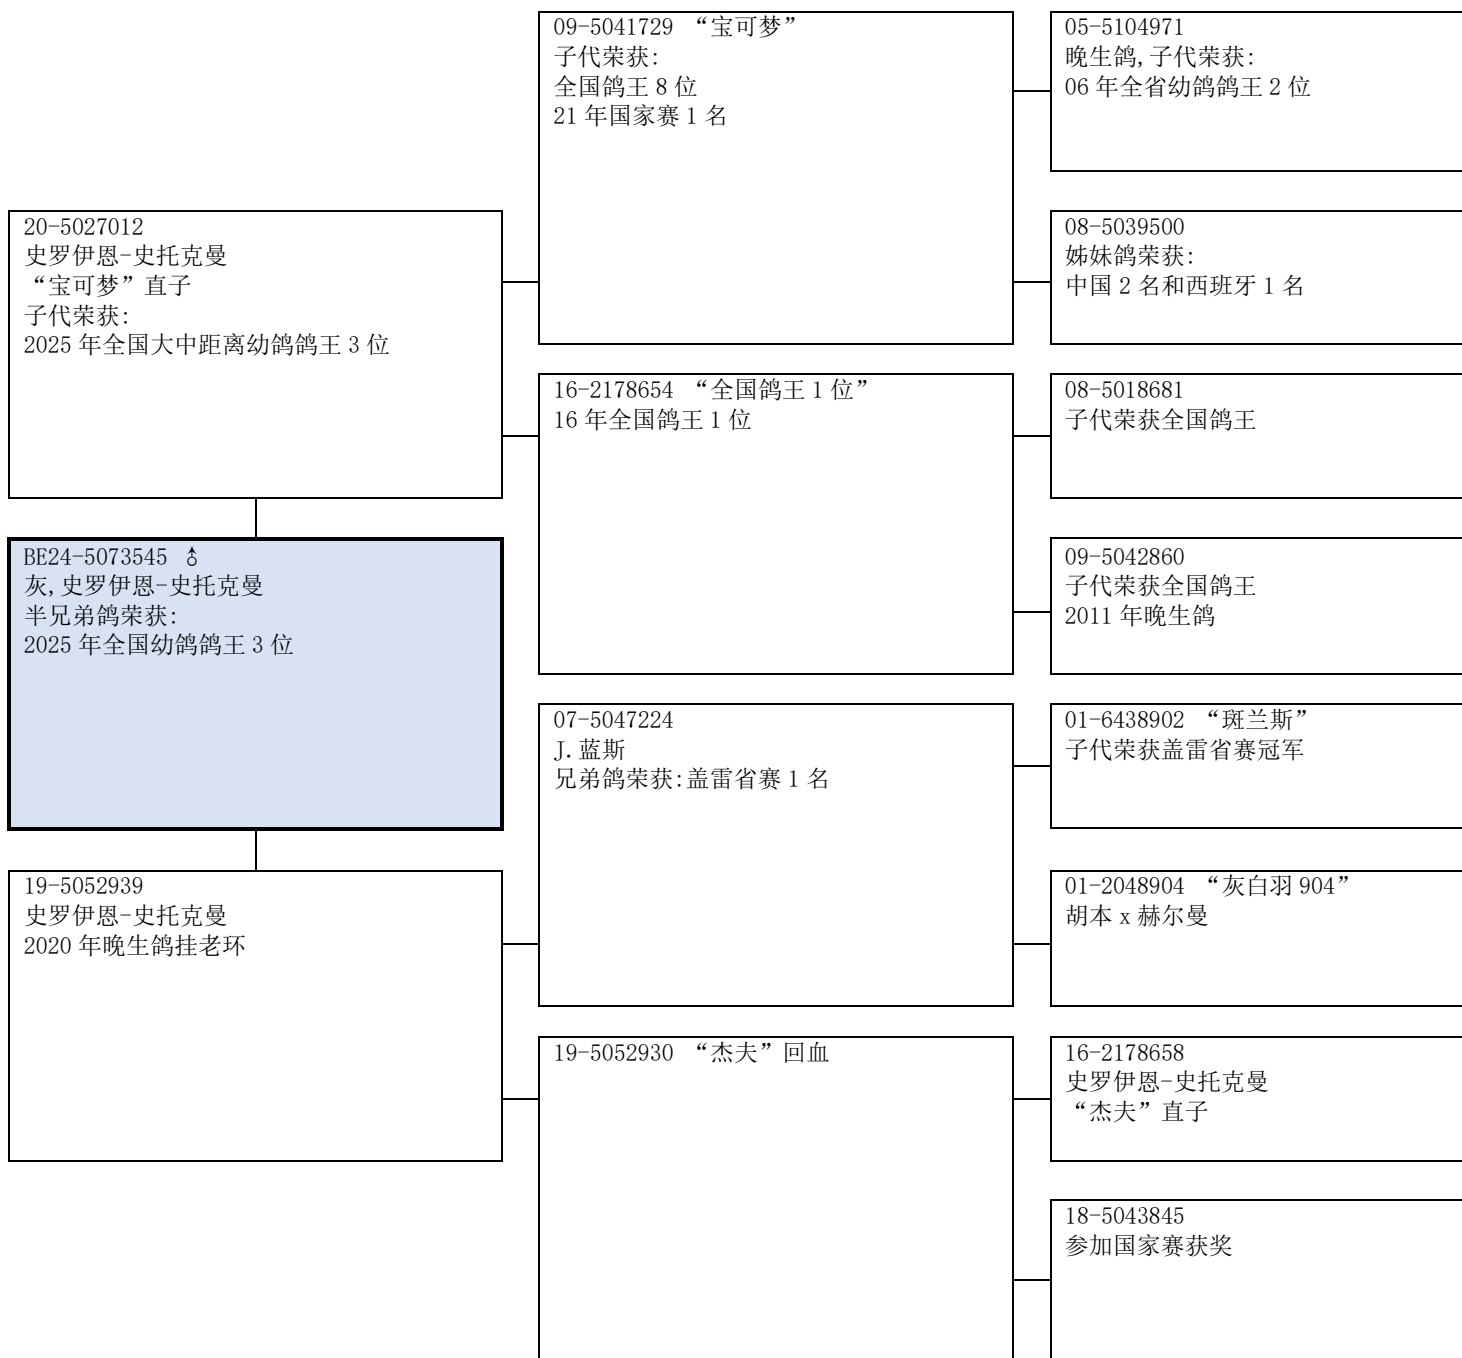 09-5041729 “宝可梦”
子代荣获:
全国鸽王 8 位
21 年国家赛 1 名
05-5104971
晚生鸽,子代荣获:
06 年全省幼鸽鸽王 2 位
20-5027012
史罗伊恩-史托克曼
“宝可梦”直子
子代荣获:
2025 年全国大中距离幼鸽鸽王 3 位
08-5039500
姊妹鸽荣获:
中国 2 名和西班牙 1 名
16-2178654 “全国鸽王 1 位”
16 年全国鸽王 1 位
08-5018681
子代荣获全国鸽王
BE24-5073545 ♂
灰,史罗伊恩-史托克曼
半兄弟鸽荣获:
2025 年全国幼鸽鸽王 3 位
09-5042860
子代荣获全国鸽王
2011 年晚生鸽
07-5047224
J.蓝斯
兄弟鸽荣获:盖雷省赛 1 名
01-6438902 “斑兰斯”
子代荣获盖雷省赛冠军
19-5052939
史罗伊恩-史托克曼
2020 年晚生鸽挂老环
01-2048904 “灰白羽 904”
胡本 x 赫尔曼
19-5052930 “杰夫”回血
16-2178658
史罗伊恩-史托克曼
“杰夫”直子
18-5043845
参加国家赛获奖